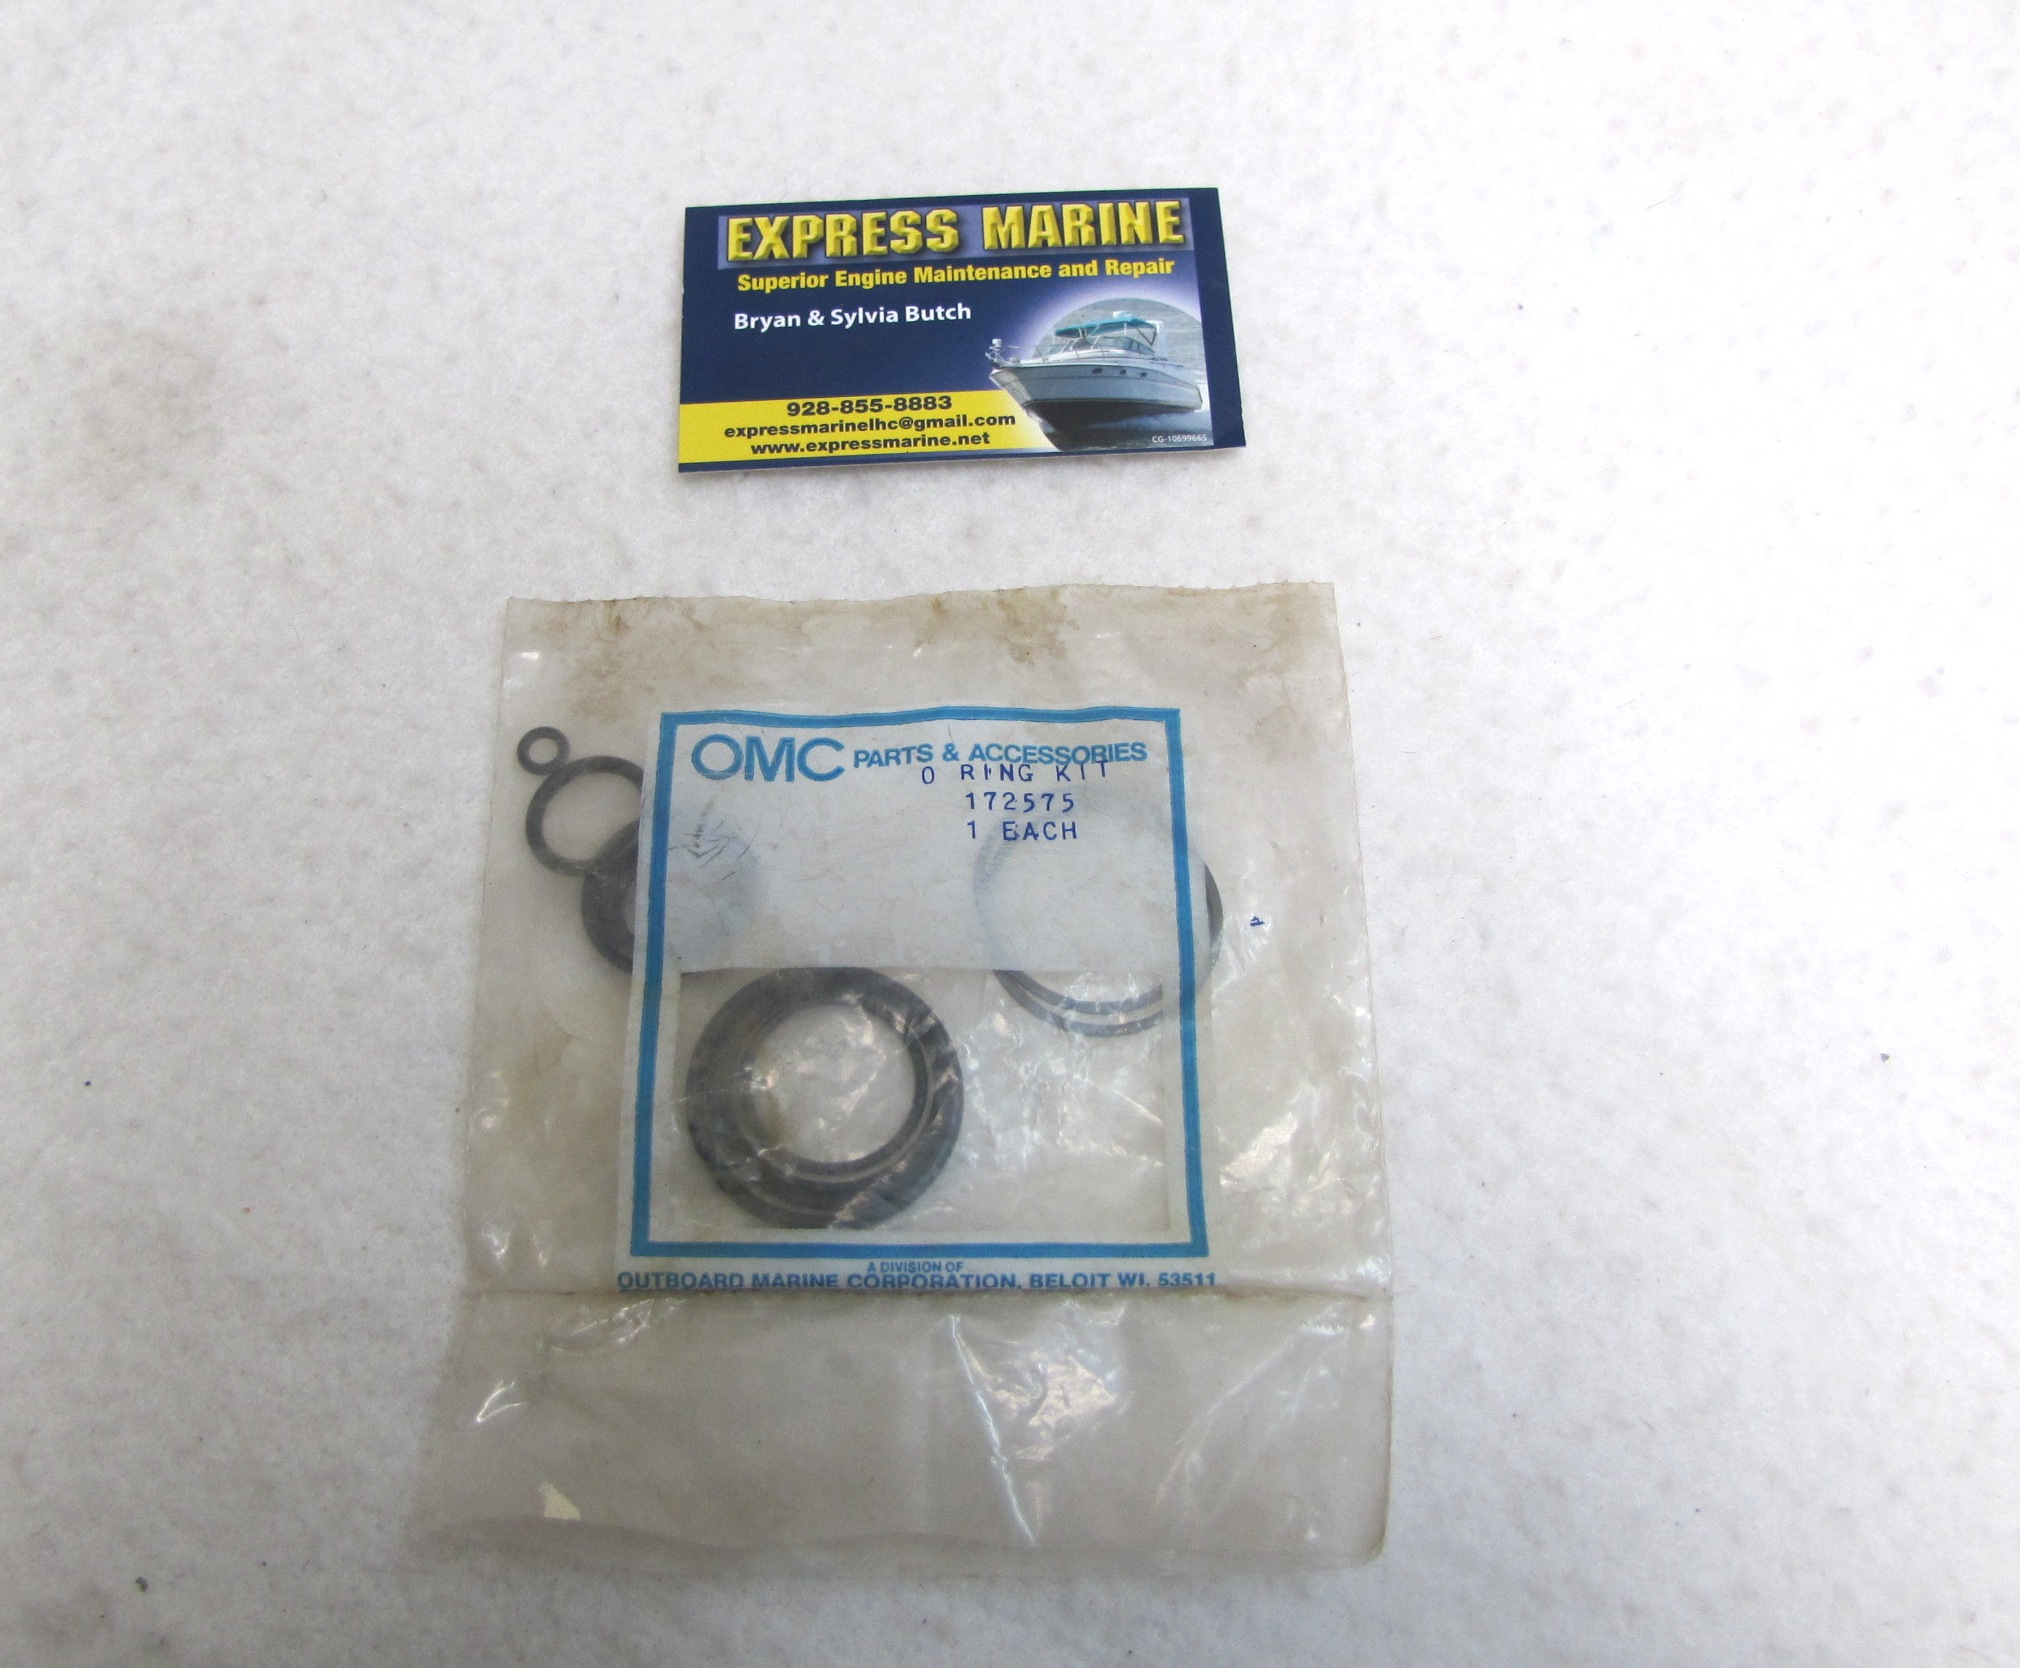 EXPRESS MARINE
Superior Engine Maintenance and Repair
Bryan & Sylvia Butch
928-855-8883
expressmarinelhc@gmail.com
www.expressmarine.net
CG-10699665
OMC PARTS & ACCESSORIES
O RING KIT
172575
1 EACH
A DIVISION OF
OUTBOARD MARINE CORPORATION, BELOIT WI. 53511